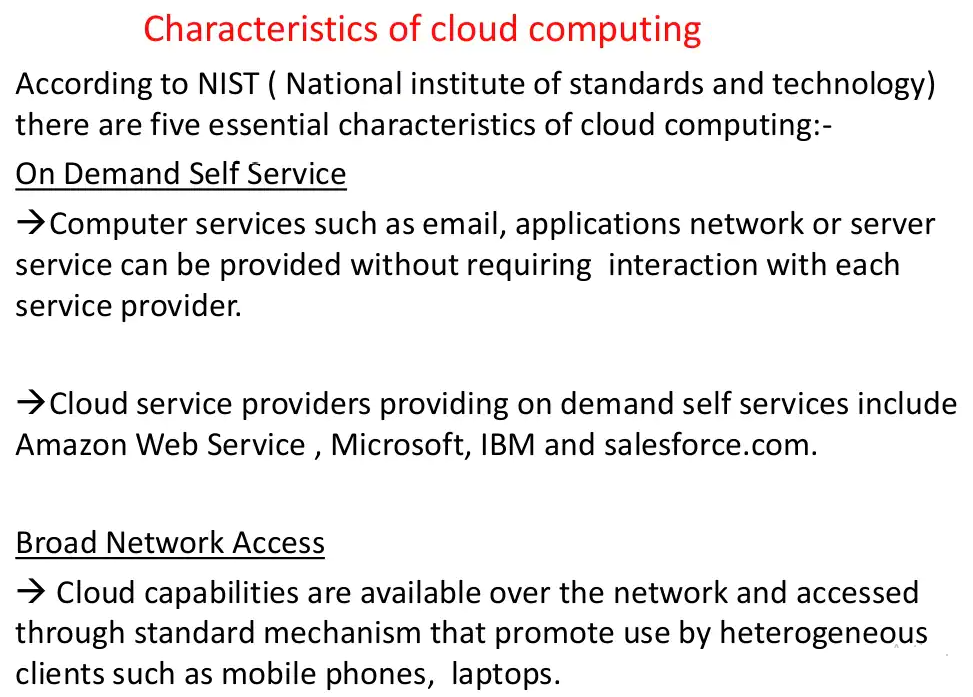 Characteristics of cloud computing
According to NIST ( National institute of standards and technology)
there are five essential characteristics of cloud computing:-
On Demand Self Service
→Computer services such as email, applications network or server
service can be provided without requiring  interaction with each
service provider.
→Cloud service providers providing on demand self services include
Amazon Web Service , Microsoft, IBM and salesforce.com.
Broad Network Access
→ Cloud capabilities are available over the network and accessed
through standard mechanism that promote use by heterogeneous
clients such as mobile phones,  laptops.